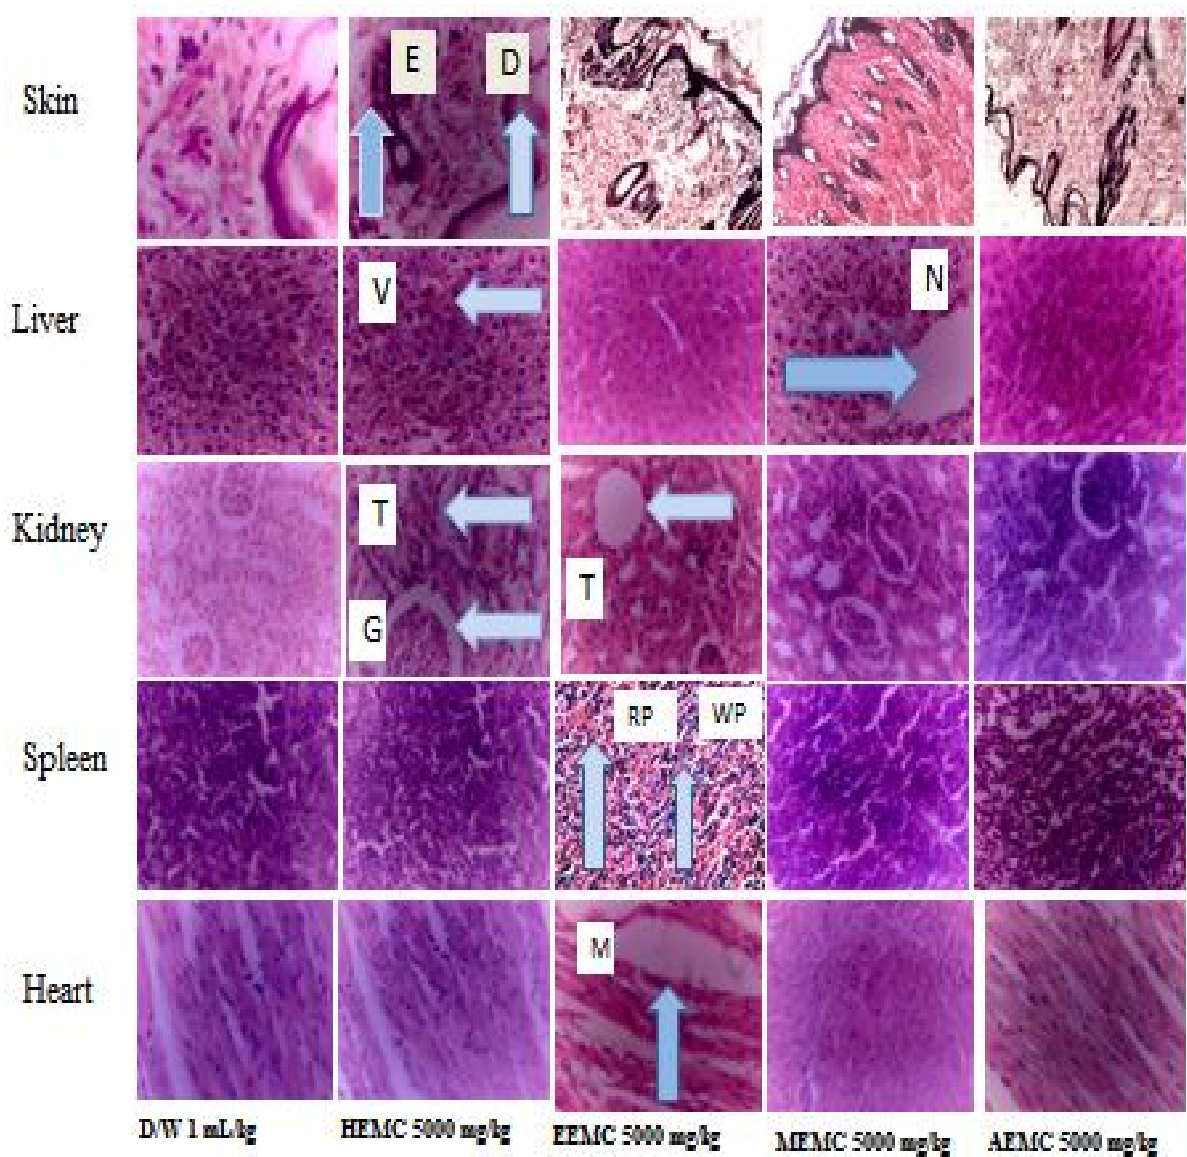 Skin
E D
Liver
V
N
Kidney
T
T
G
Spleen
RP WP
Heart
M
D/W 1 mL/kg HEMC 5000 mg/kg EEMC 5000 mg/kg MEMC 5000 mg/kg AEMC 5000 mg/kg